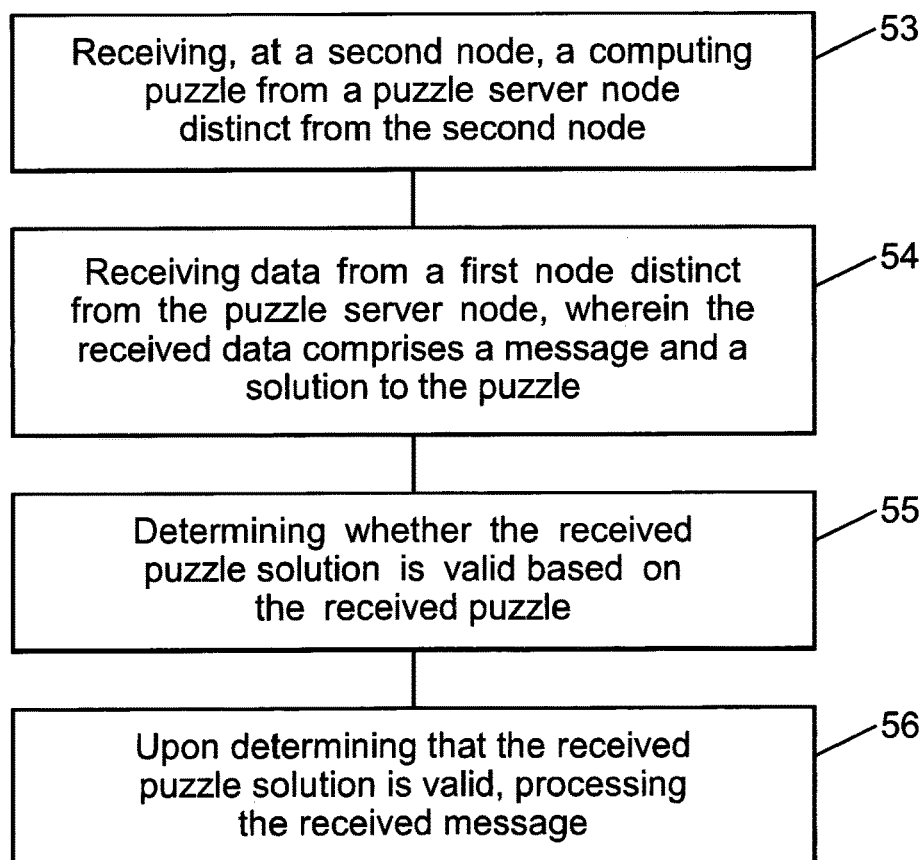 Receiving, at a second node, a computing
puzzle from a puzzle server node
distinct from the second node
53
Receiving data from a first node distinct
from the puzzle server node, wherein the
received data comprises a message and a
solution to the puzzle
54
Determining whether the received
puzzle solution is valid based on
the received puzzle
55
Upon determining that the received
puzzle solution is valid, processing
the received message
56